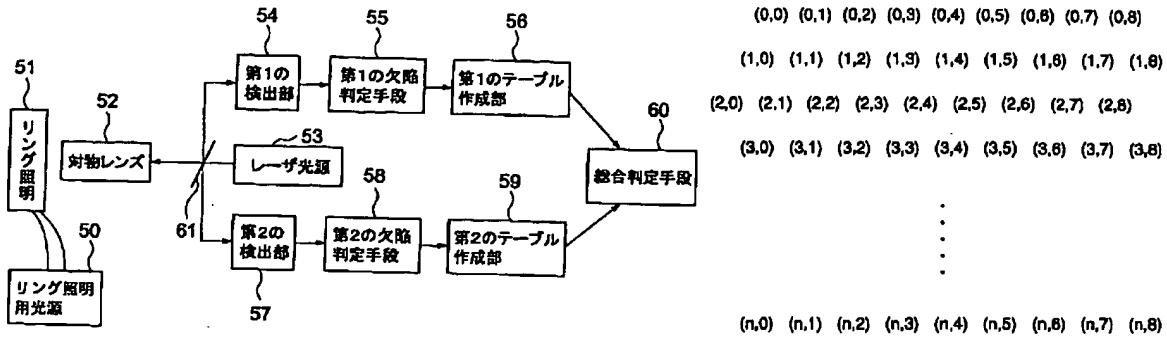 51
リング照明
50
リング照明
用光源
52
対物レンズ
61
54
第1の
検出部
55
第1の欠陥
判定手段
56
第1のテーブル
作成部
53
レーザ光源
57
第2の
検出部
58
第2の欠陥
判定手段
59
第2のテーブル
作成部
60
総合判定手段
(0,0) (0,1) (0,2) (0,3) (0,4) (0,5) (0,6) (0,7) (0,8)
(1,0) (1,1) (1,2) (1,3) (1,4) (1,5) (1,6) (1,7) (1,8)
(2,0) (2,1) (2,2) (2,3) (2,4) (2,5) (2,6) (2,7) (2,8)
(3,0) (3,1) (3,2) (3,3) (3,4) (3,5) (3,6) (3,7) (3,8)
(n,0) (n,1) (n,2) (n,3) (n,4) (n,5) (n,6) (n,7) (n,8)